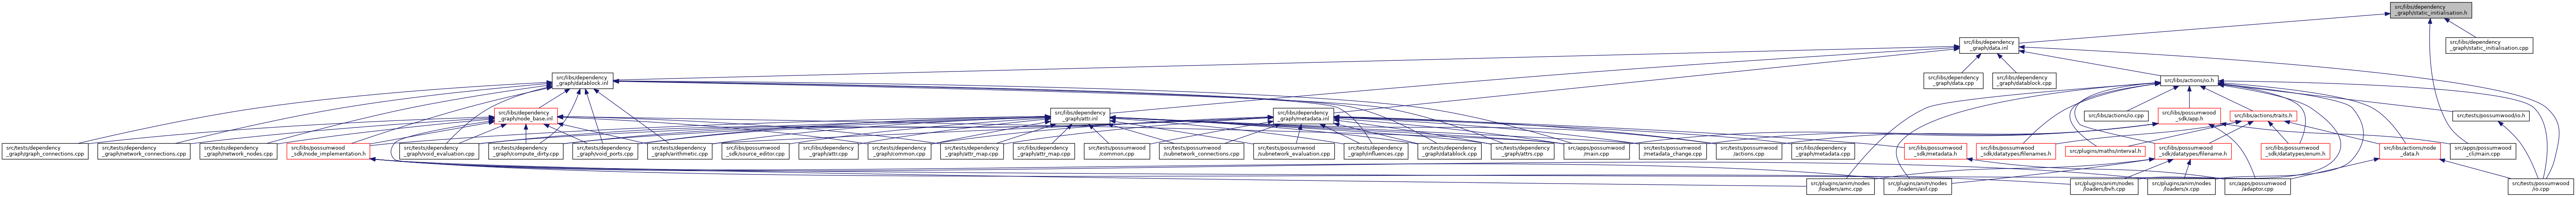 src/libs/dependency
_graph/static_initialisation.h
src/libs/dependency
_graph/data.inl
src/libs/dependency
_graph/static_initialisation.cpp
src/libs/dependency
_graph/datablock.inl
src/libs/dependency
_graph/data.cpp
src/libs/dependency
_graph/datablock.cpp
src/libs/actions/io.h
src/libs/dependency
_graph/node_base.inl
src/libs/dependency
_graph/attr.inl
src/libs/dependency
_graph/metadata.inl
src/libs/actions/io.cpp
src/libs/possumwood
_sdk/app.h
src/libs/actions/traits.h
src/tests/possumwood/io.h
src/tests/dependency
_graph/graph_connections.cpp
src/tests/dependency
_graph/network_connections.cpp
src/tests/dependency
_graph/network_nodes.cpp
src/libs/possumwood
_sdk/node_implementation.h
src/tests/dependency
_graph/void_evaluation.cpp
src/tests/dependency
_graph/compute_dirty.cpp
src/tests/dependency
_graph/void_ports.cpp
src/tests/dependency
_graph/arithmetic.cpp
src/libs/possumwood
_sdk/source_editor.cpp
src/libs/dependency
_graph/attr.cpp
src/tests/dependency
_graph/common.cpp
src/tests/dependency
_graph/attr_map.cpp
src/libs/dependency
_graph/attr_map.cpp
src/tests/possumwood
/common.cpp
src/tests/possumwood
/subnetwork_connections.cpp
src/tests/possumwood
/subnetwork_evaluation.cpp
src/tests/dependency
_graph/influences.cpp
src/tests/dependency
_graph/datablock.cpp
src/tests/dependency
_graph/attrs.cpp
src/apps/possumwood
/main.cpp
src/tests/possumwood
/metadata_change.cpp
src/tests/possumwood
/actions.cpp
src/libs/dependency
_graph/metadata.cpp
src/libs/possumwood
_sdk/metadata.h
src/libs/possumwood
_sdk/datatypes/filenames.h
src/plugins/maths/interval.h
src/libs/possumwood
_sdk/datatypes/filename.h
src/libs/possumwood
_sdk/datatypes/enum.h
src/libs/actions/node
_data.h
src/apps/possumwood
_cli/main.cpp
src/plugins/anim/nodes
/loaders/amc.cpp
src/plugins/anim/nodes
/loaders/asf.cpp
src/plugins/anim/nodes
/loaders/bvh.cpp
src/plugins/anim/nodes
/loaders/x.cpp
src/apps/possumwood
/adaptor.cpp
src/tests/possumwood
/io.cpp